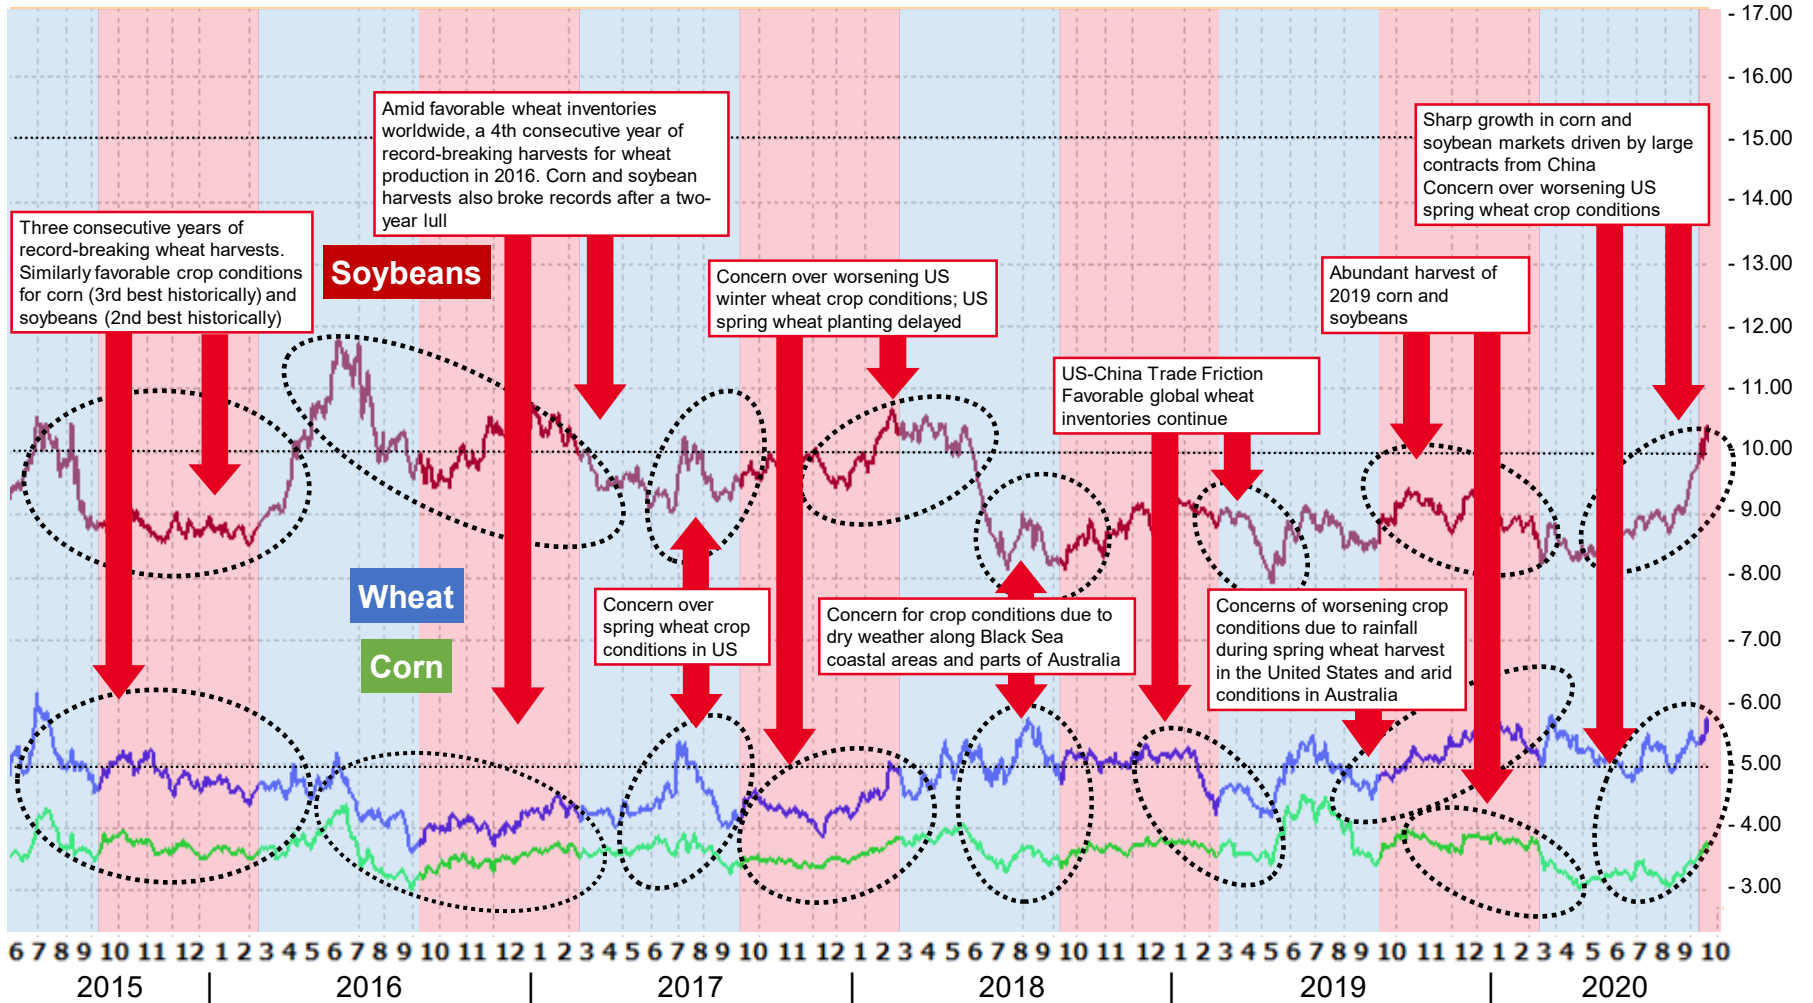 - 17.00
- 16.00
- 15.00
- 14.00
- 13.00
- 12.00
- 11.00
- 10.00
- 9.00
- 8.00
- 7.00
- 6.00
- 5.00
- 4.00
- 3.00
Three consecutive years of
record-breaking wheat harvests.
Similarly favorable crop conditions
for corn (3rd best historically) and
soybeans (2nd best historically)
Amid favorable wheat inventories
worldwide, a 4th consecutive year of
record-breaking harvests for wheat
production in 2016. Corn and soybean
harvests also broke records after a two-
year lull
Soybeans
Wheat
Corn
Concern over
spring wheat crop
conditions in US
Concern over worsening US
winter wheat crop conditions; US
spring wheat planting delayed
Concern for crop conditions due to
dry weather along Black Sea
coastal areas and parts of Australia
US-China Trade Friction
Favorable global wheat
inventories continue
Concerns of worsening crop
conditions due to rainfall
during spring wheat harvest
in the United States and arid
conditions in Australia
Abundant harvest of
2019 corn and
soybeans
Sharp growth in corn and
soybean markets driven by large
contracts from China
Concern over worsening US
spring wheat crop conditions
6 7 8 9 10 11 12 1 2 3 4 5 6 7 8 9 10 11 12 1 2 3 4 5 6 7 8 9 10 11 12 1 2 3 4 5 6 7 8 9 10 11 12 1 2 3 4 5 6 7 8 9 10 11 12 1 2 3 4 5 6 7 8 9 10
2015 | 2016 | 2017 | 2018 | 2019 | 2020